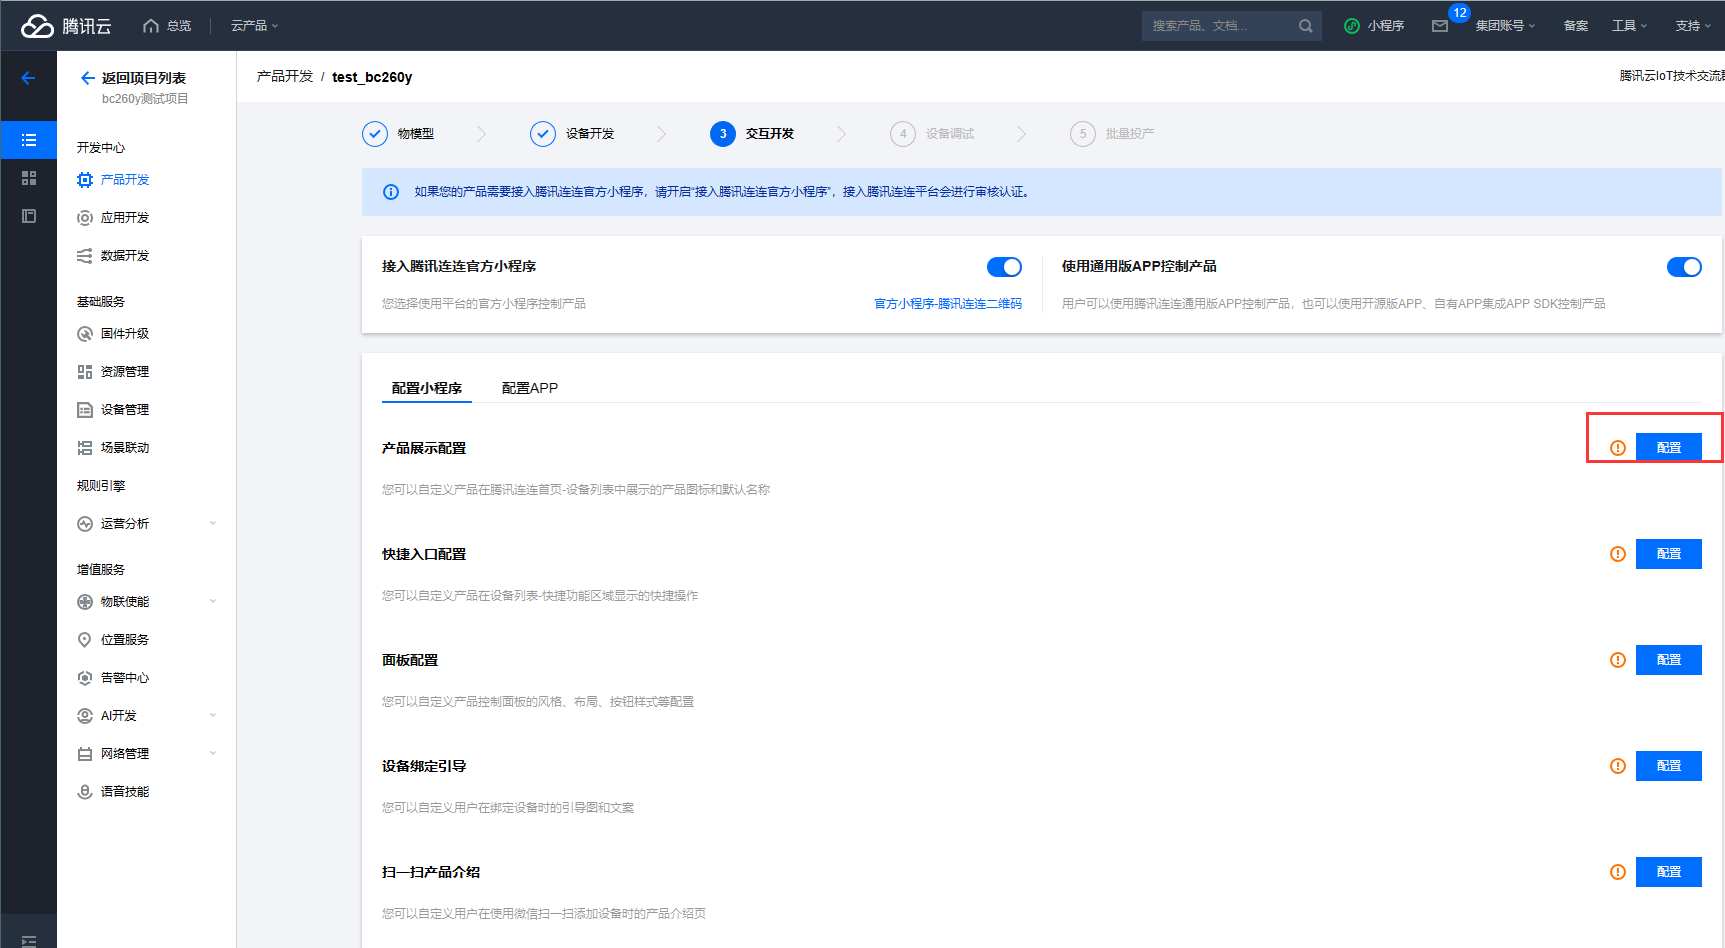 腾讯云
总览
云产品
搜索产品、文档...
小程序
12
集团账号
备案
工具
支持
返回项目列表
bc260y测试项目
开发中心
产品开发
应用开发
数据开发
基础服务
固件升级
资源管理
设备管理
场景联动
规则引擎
运营分析
增值服务
物联使能
位置服务
告警中心
AI开发
网络管理
语音技能
产品开发 / test_bc260y
腾讯云IoT技术交流群
物模型
设备开发
3 交互开发
4 设备调试
5 批量投产
如果您的产品需要接入腾讯连连官方小程序，请开启“接入腾讯连连官方小程序”，接入腾讯连连平台会进行审核认证。
接入腾讯连连官方小程序
您选择使用平台的官方小程序控制产品
官方小程序-腾讯连连二维码
使用通用版APP控制产品
用户可以使用腾讯连连通用版APP控制产品，也可以使用开源版APP、自有APP集成APP SDK控制产品
配置小程序
配置APP
产品展示配置
配置
您可以自定义产品在腾讯连连首页-设备列表中展示的产品图标和默认名称
快捷入口配置
配置
您可以自定义产品在设备列表-快捷功能区域显示的快捷操作
面板配置
配置
您可以自定义产品控制面板的风格、布局、按钮样式等配置
设备绑定引导
配置
您可以自定义用户在绑定设备时的引导图和文案
扫一扫产品介绍
配置
您可以自定义用户在使用微信扫一扫添加设备时的产品介绍页